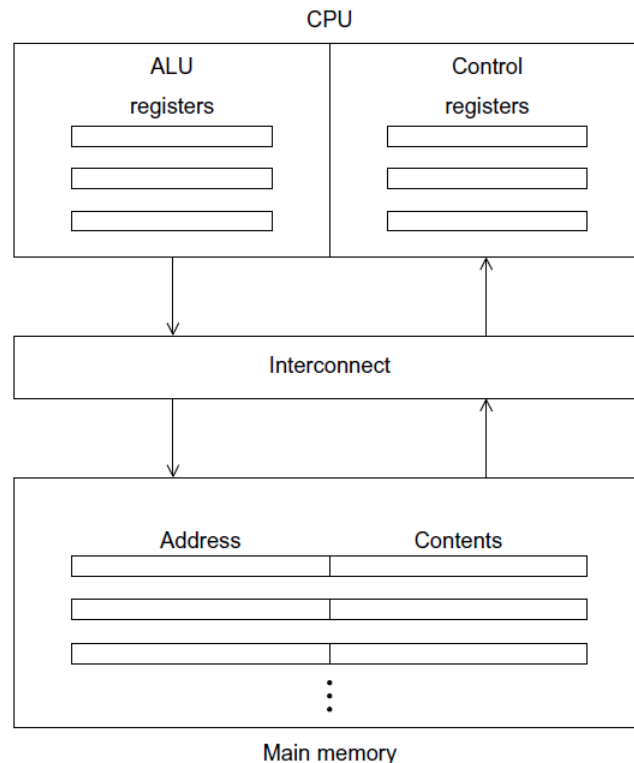 CPU
ALU
Control
registers
registers
Interconnect
Address
Contents
Main memory